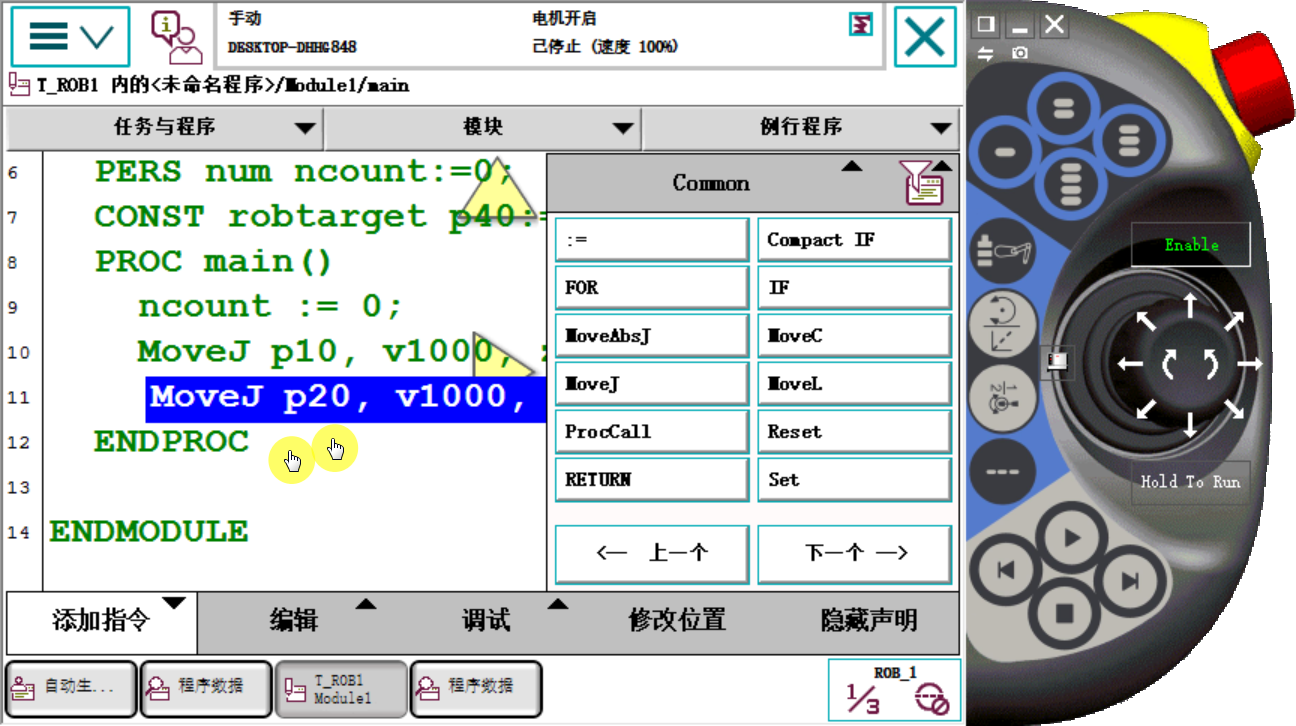 手动
电机开启
DESKTOP-DHHG848
已停止 (速度 100%)
T_ROB1 内的<未命名程序>/Module1/main
任务与程序
模块
例行程序
6 PERS num ncount:=0;
7 CONST robtarget p40:=
8 PROC main()
9 ncount := 0;
10 MoveJ p10, v1000,
11 MoveJ p20, v1000,
12 ENDPROC
13
14 ENDMODULE
Common
:=
Compact IF
FOR
IF
MoveAbsJ
MoveC
MoveJ
MoveL
ProcCall
Reset
RETURN
Set
<— 上一个
下一个 —>
添加指令
编辑
调试
修改位置
隐藏声明
自动生...
程序数据
T_ROB1
Module1
程序数据
ROB_1
1/3
Enable
Hold To Run